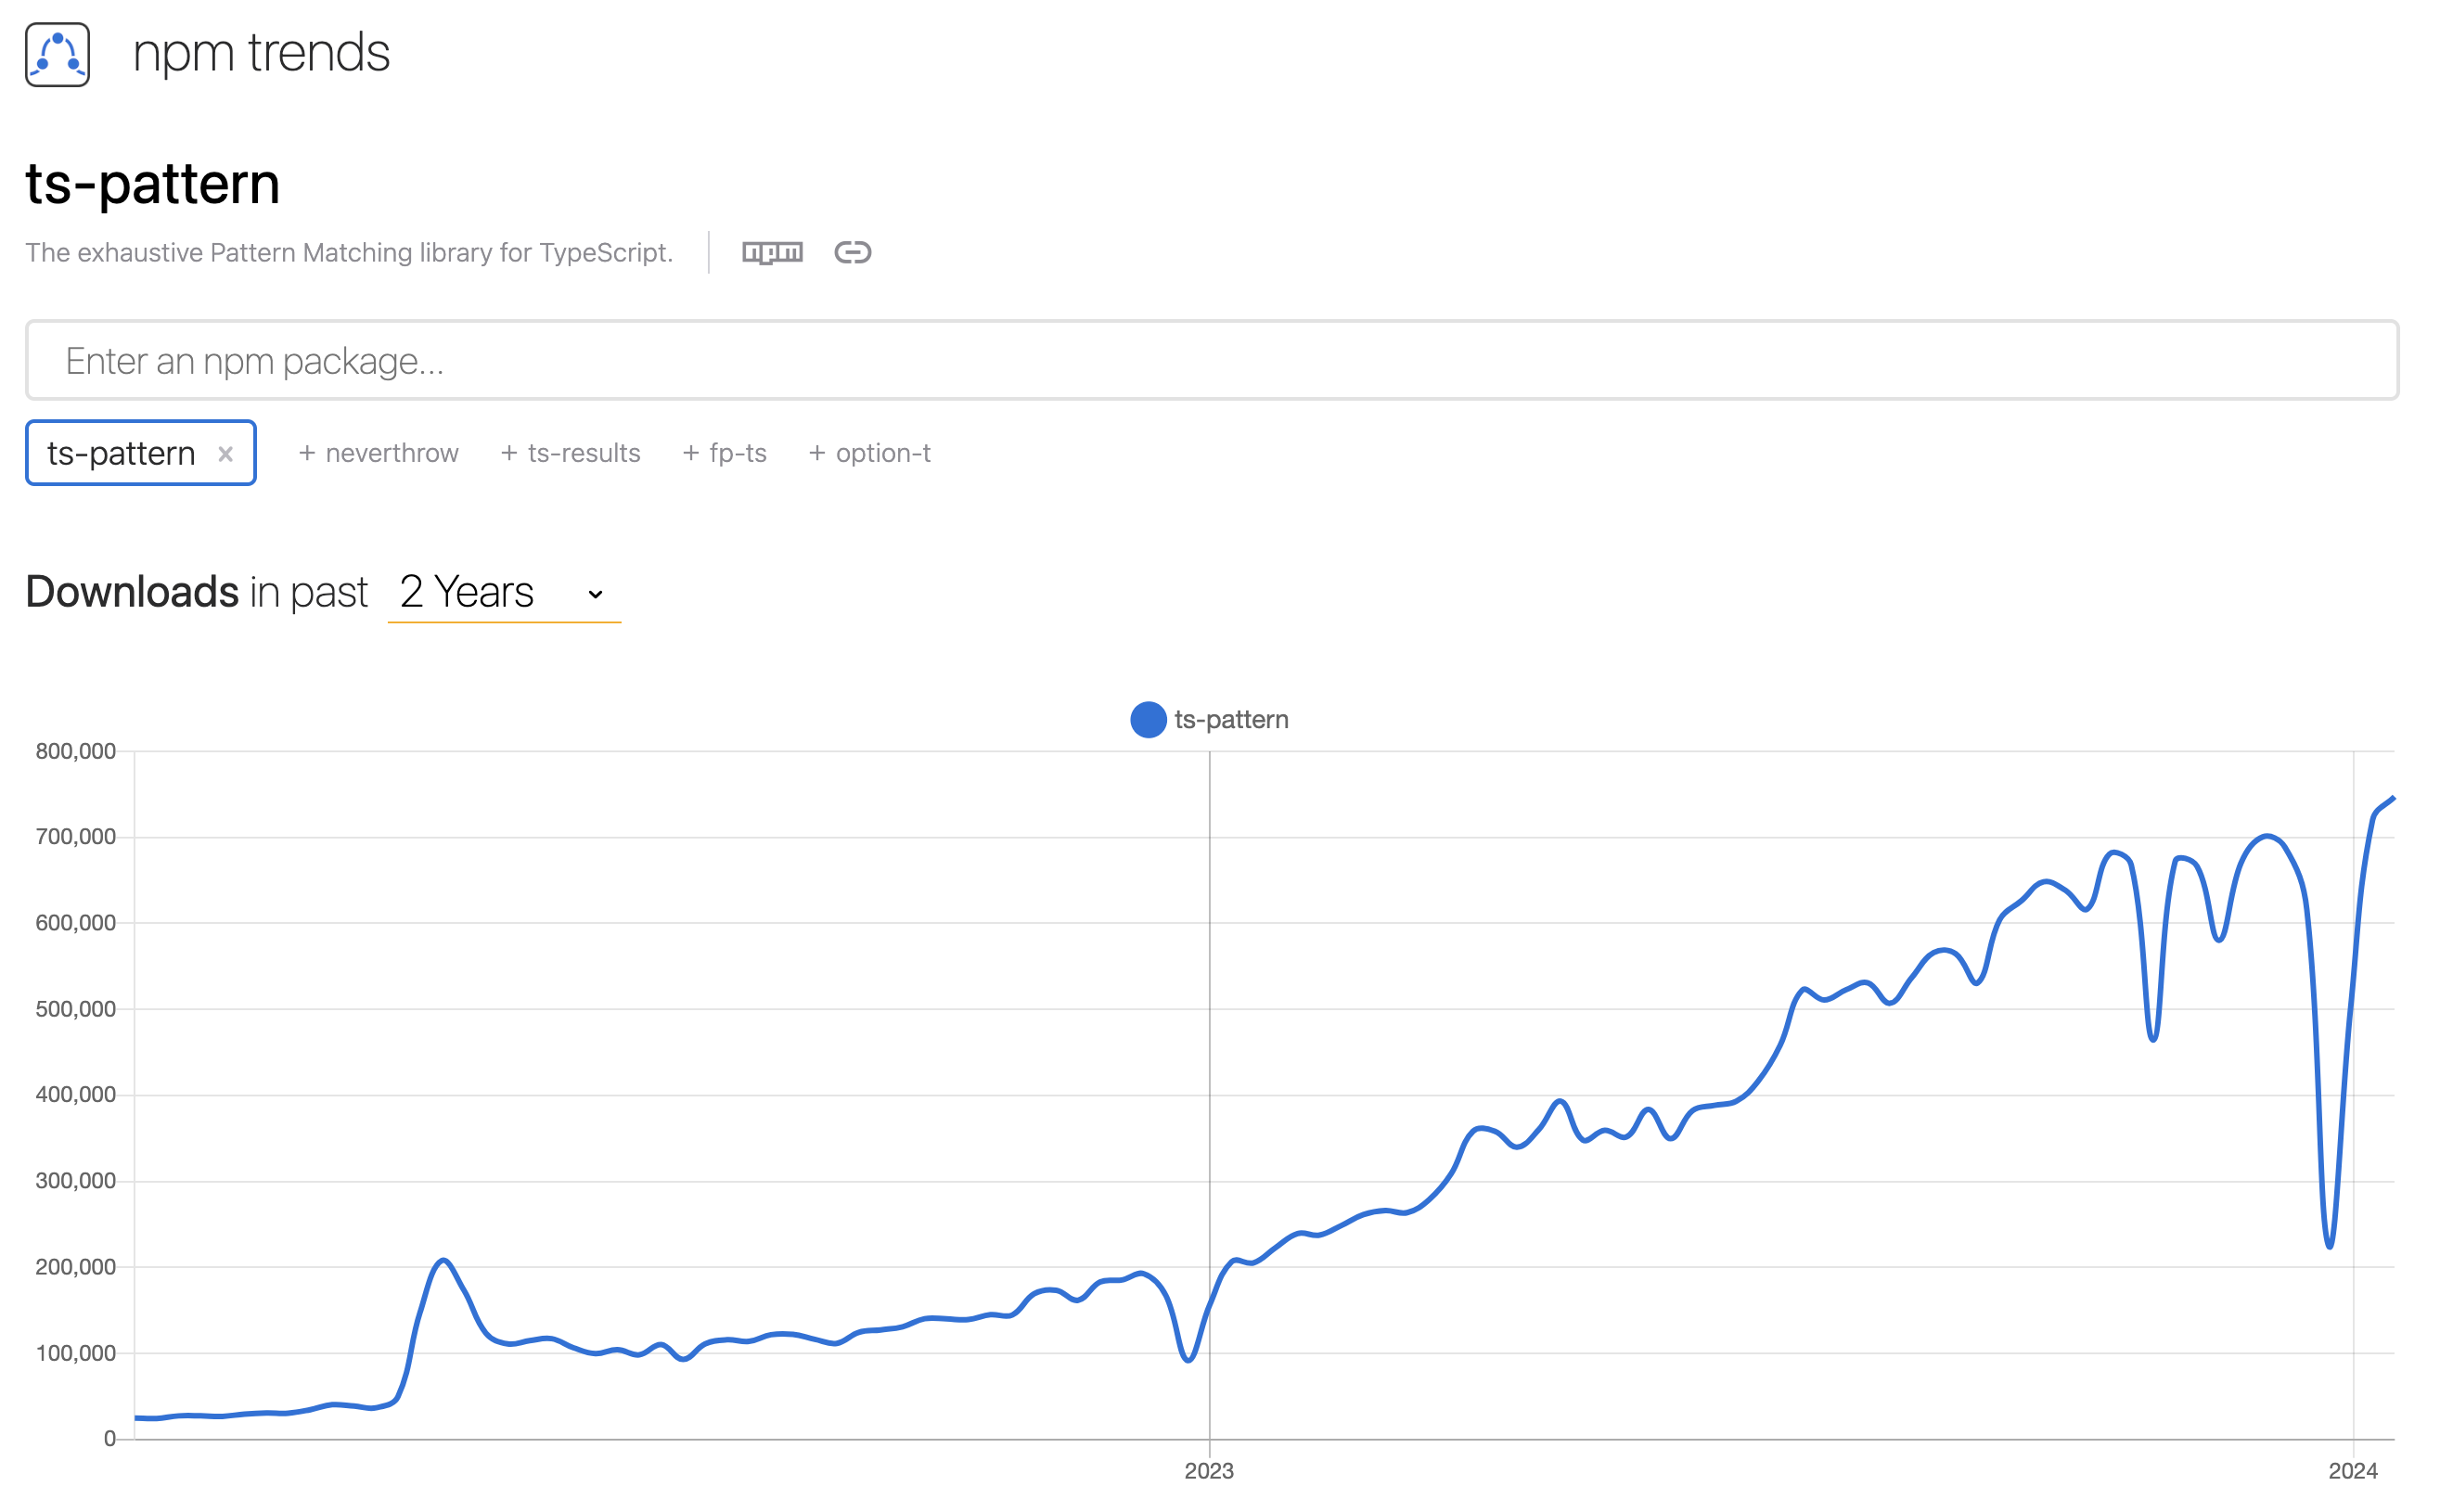 npm trends
ts-pattern
The exhaustive Pattern Matching library for TypeScript.
npm
Enter an npm package...
ts-pattern × + neverthrow + ts-results + fp-ts + option-t
Downloads in past 2 Years
ts-pattern
800,000
700,000
600,000
500,000
400,000
300,000
200,000
100,000
0
2023 2024